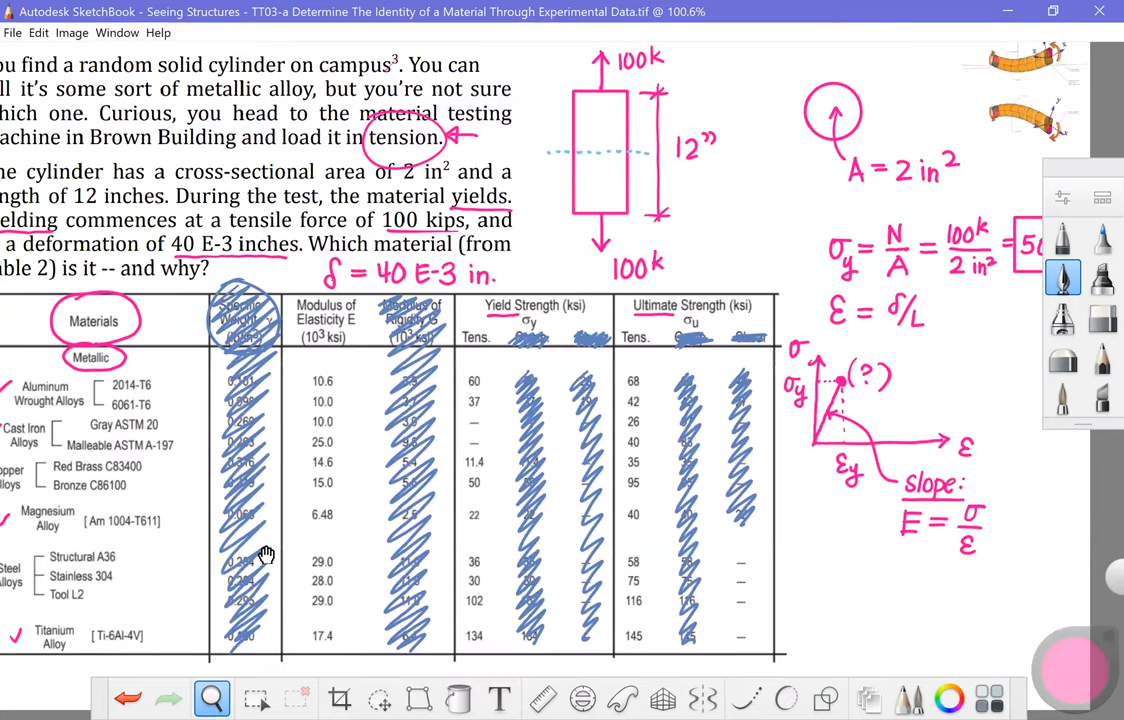 Autodesk SketchBook - Seeing Structures - TT03-a Determine The Identity of a Material Through Experimental Data.tif @ 100.6%
File Edit Image Window Help
ou find a random solid cylinder on campus³. You can
ll it's some sort of metallic alloy, but you're not sure
hich one. Curious, you head to the material testing
achine in Brown Building and load it in tension.
he cylinder has a cross-sectional area of 2 in² and a
ngth of 12 inches. During the test, the material yields.
elding commences at a tensile force of 100 kips, and
a deformation of 40 E-3 inches. Which material (from
able 2) is it -- and why?
δ = 40 E-3 in.
100k
12"
100k
A = 2 in²
σy = N/A = 100k/2 in² = 50
ε = δ/L
σ
σy
(?)
εy
ε
slope:
E = σ/ε
Materials
Modulus of Elasticity E (10³ ksi)
Yield Strength (ksi) σy
Ultimate Strength (ksi) σu
Tens. Tens.
Metallic
Aluminum Wrought Alloys
2014-T6 10.6 60 68
6061-T6 10.0 37 42
Cast Iron Alloys
Gray ASTM 20 10.0 – 26
Malleable ASTM A-197 25.0 – 40
opper lloys
Red Brass C83400 14.6 11.4 35
Bronze C86100 15.0 50 95
Magnesium Alloy [Am 1004-T611] 6.48 22 40
Steel Alloys
Structural A36 29.0 36 58 –
Stainless 304 28.0 30 75 –
Tool L2 29.0 102 116 –
Titanium Alloy [Ti-6Al-4V] 17.4 134 145 –